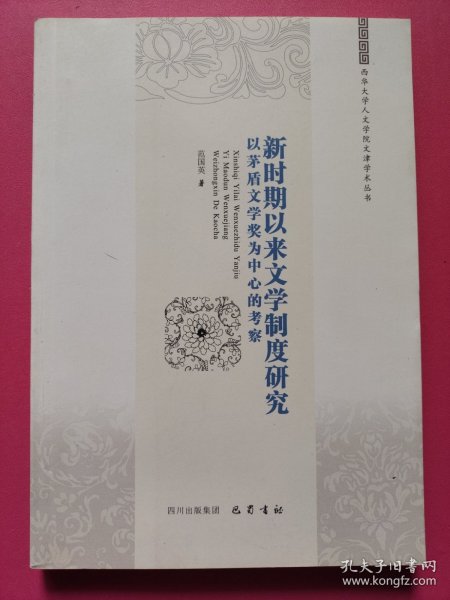 西华大学人文学院文津学术丛书
新时期以来文学制度研究
以茅盾文学奖为中心的考察
Xinshiqi Yilai Wenxuezhidu Yanjiu
Yi Maodun Wenxuejiang
Weizhongxin De Kaocha
范国英 著
四川出版集团 巴蜀书社
孔夫子旧书网
www.kongfz.com